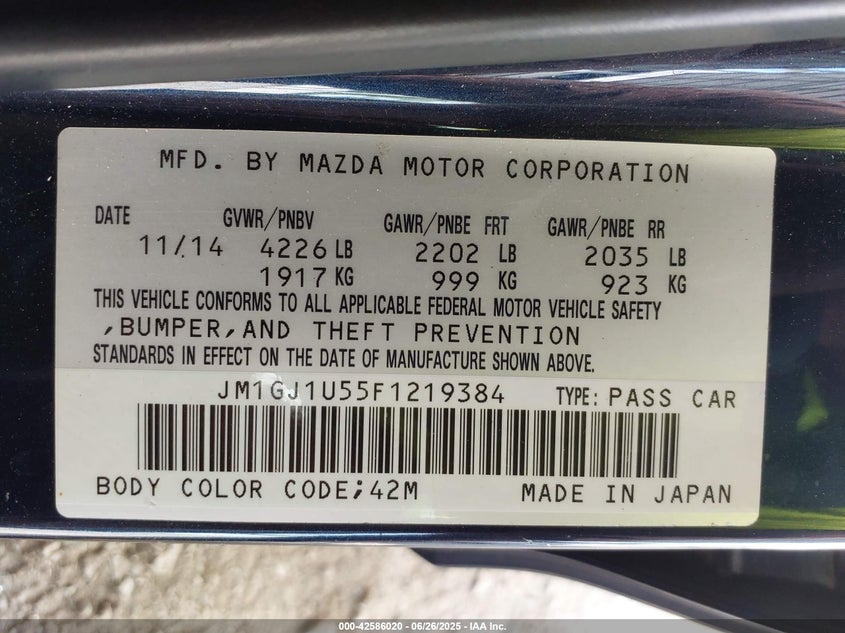 MFD. BY MAZDA MOTOR CORPORATION
DATE GVWR/PNBV GAWR/PNBE FRT GAWR/PNBE RR
11/14 4226 LB 2202 LB 2035 LB
1917 KG 999 KG 923 KG
THIS VEHICLE CONFORMS TO ALL APPLICABLE FEDERAL MOTOR VEHICLE SAFETY
,BUMPER,AND THEFT PREVENTION
STANDARDS IN EFFECT ON THE DATE OF MANUFACTURE SHOWN ABOVE.
JM1GJ1U55F1219384 TYPE: PASS CAR
BODY COLOR CODE;42M MADE IN JAPAN
000-42586020 - 06/26/2025 - IAA Inc.